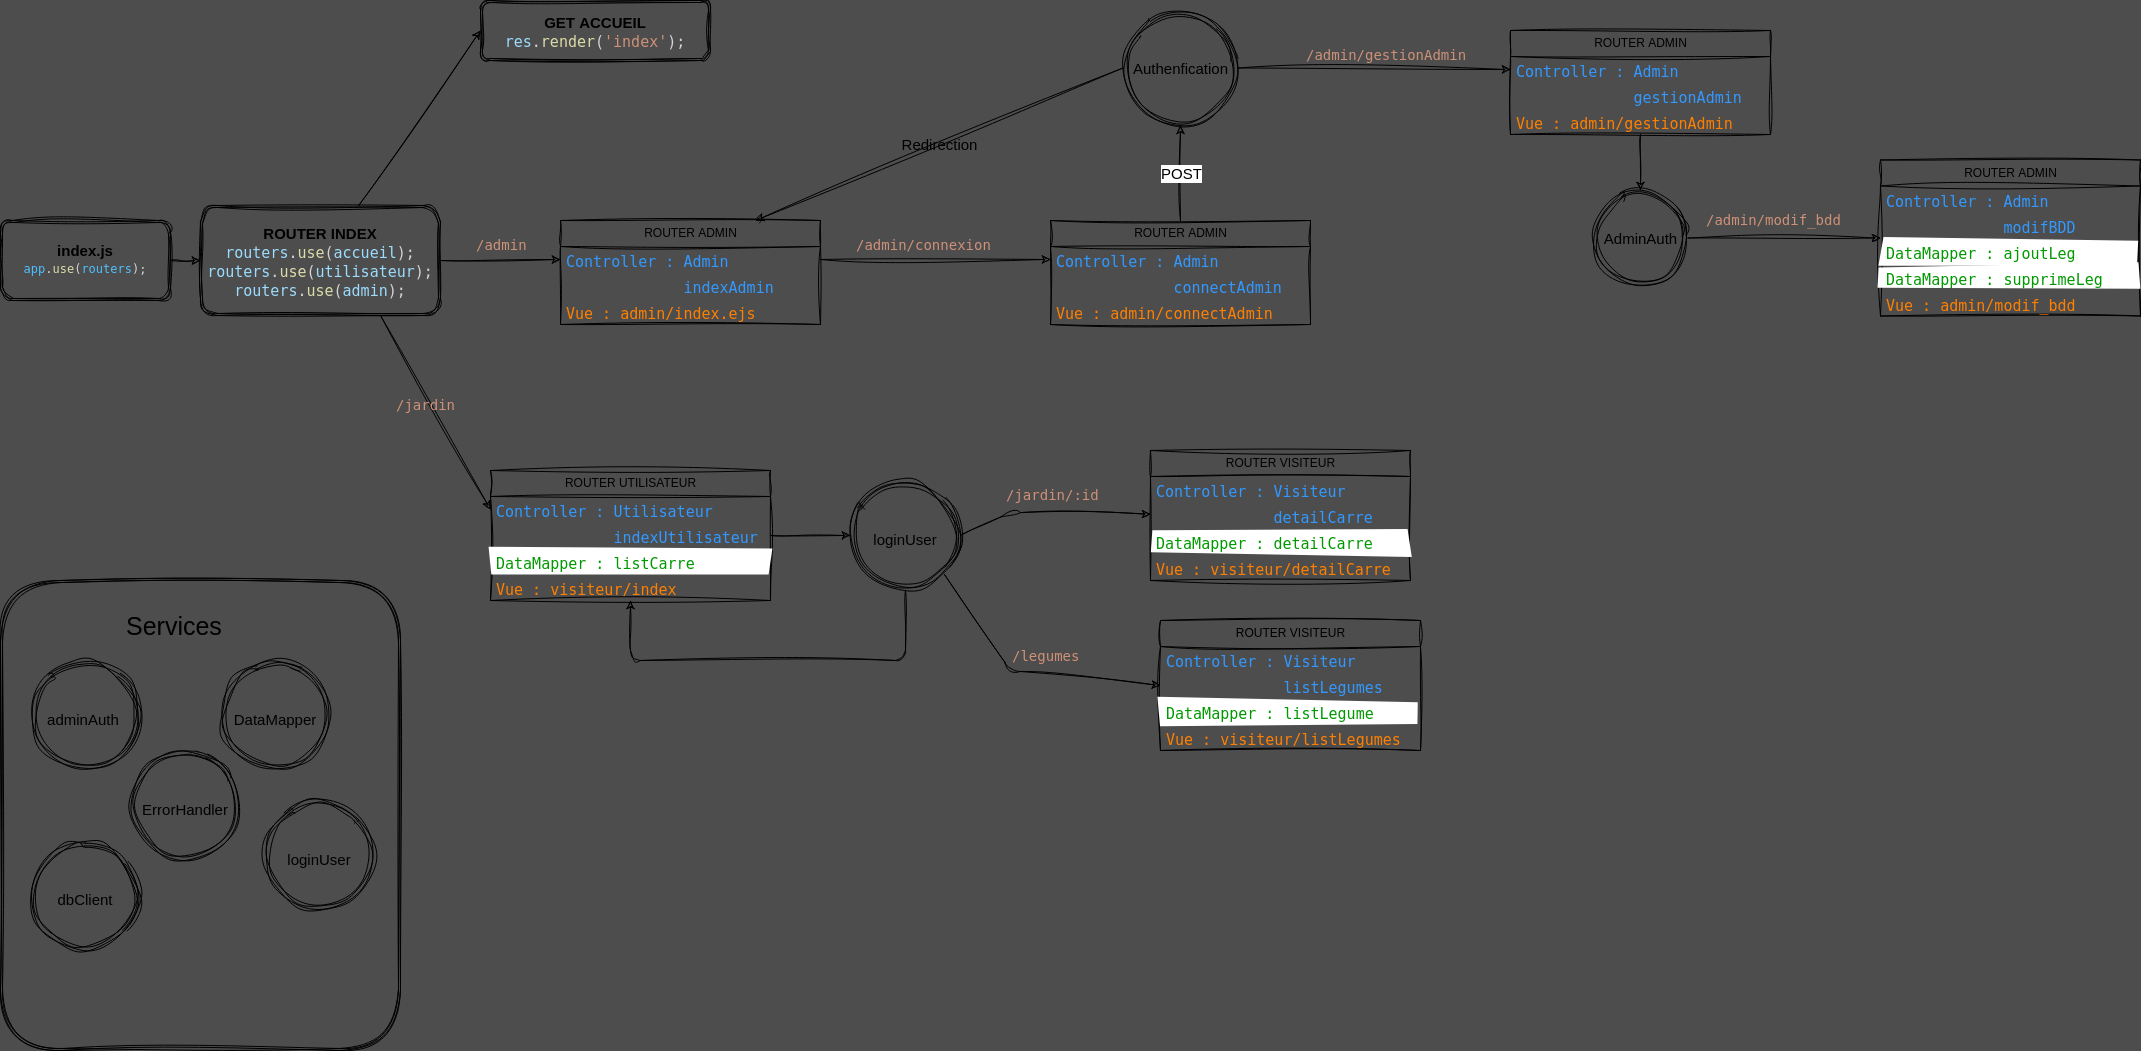 GET ACCUEIL
res.render('index');
Authenfication
/admin/gestionAdmin
ROUTER ADMIN
Controller : Admin
gestionAdmin
Vue : admin/gestionAdmin
Redirection
POST
index.js
app.use(routers);
ROUTER INDEX
routers.use(accueil);
routers.use(utilisateur);
routers.use(admin);
/admin
ROUTER ADMIN
Controller : Admin
indexAdmin
Vue : admin/index.ejs
/admin/connexion
ROUTER ADMIN
Controller : Admin
connectAdmin
Vue : admin/connectAdmin
AdminAuth
/admin/modif_bdd
ROUTER ADMIN
Controller : Admin
modifBDD
DataMapper : ajoutLeg
DataMapper : supprimeLeg
Vue : admin/modif_bdd
/jardin
ROUTER UTILISATEUR
Controller : Utilisateur
indexUtilisateur
DataMapper : listCarre
Vue : visiteur/index
loginUser
/jardin/:id
ROUTER VISITEUR
Controller : Visiteur
detailCarre
DataMapper : detailCarre
Vue : visiteur/detailCarre
/legumes
ROUTER VISITEUR
Controller : Visiteur
listLegumes
DataMapper : listLegume
Vue : visiteur/listLegumes
Services
adminAuth
DataMapper
ErrorHandler
loginUser
dbClient